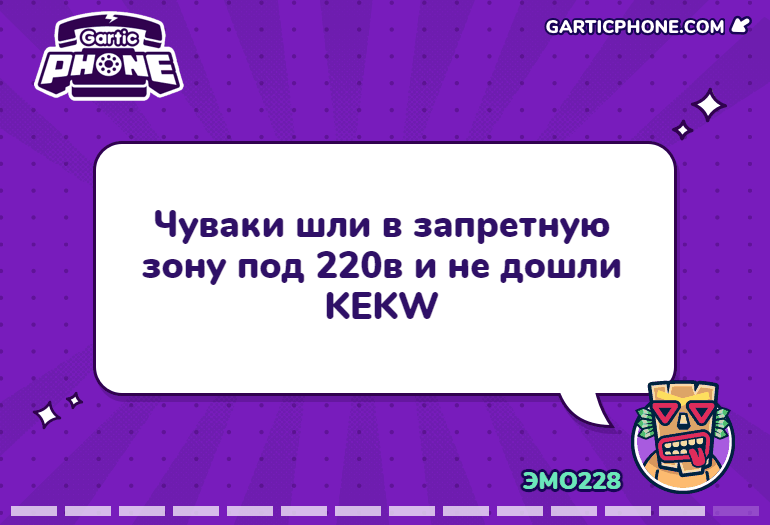 GARTICPHONE.COM
Gartic
PHONE
Чуваки шли в запретную
зону под 220в и не дошли
KEKW
ЭМО228